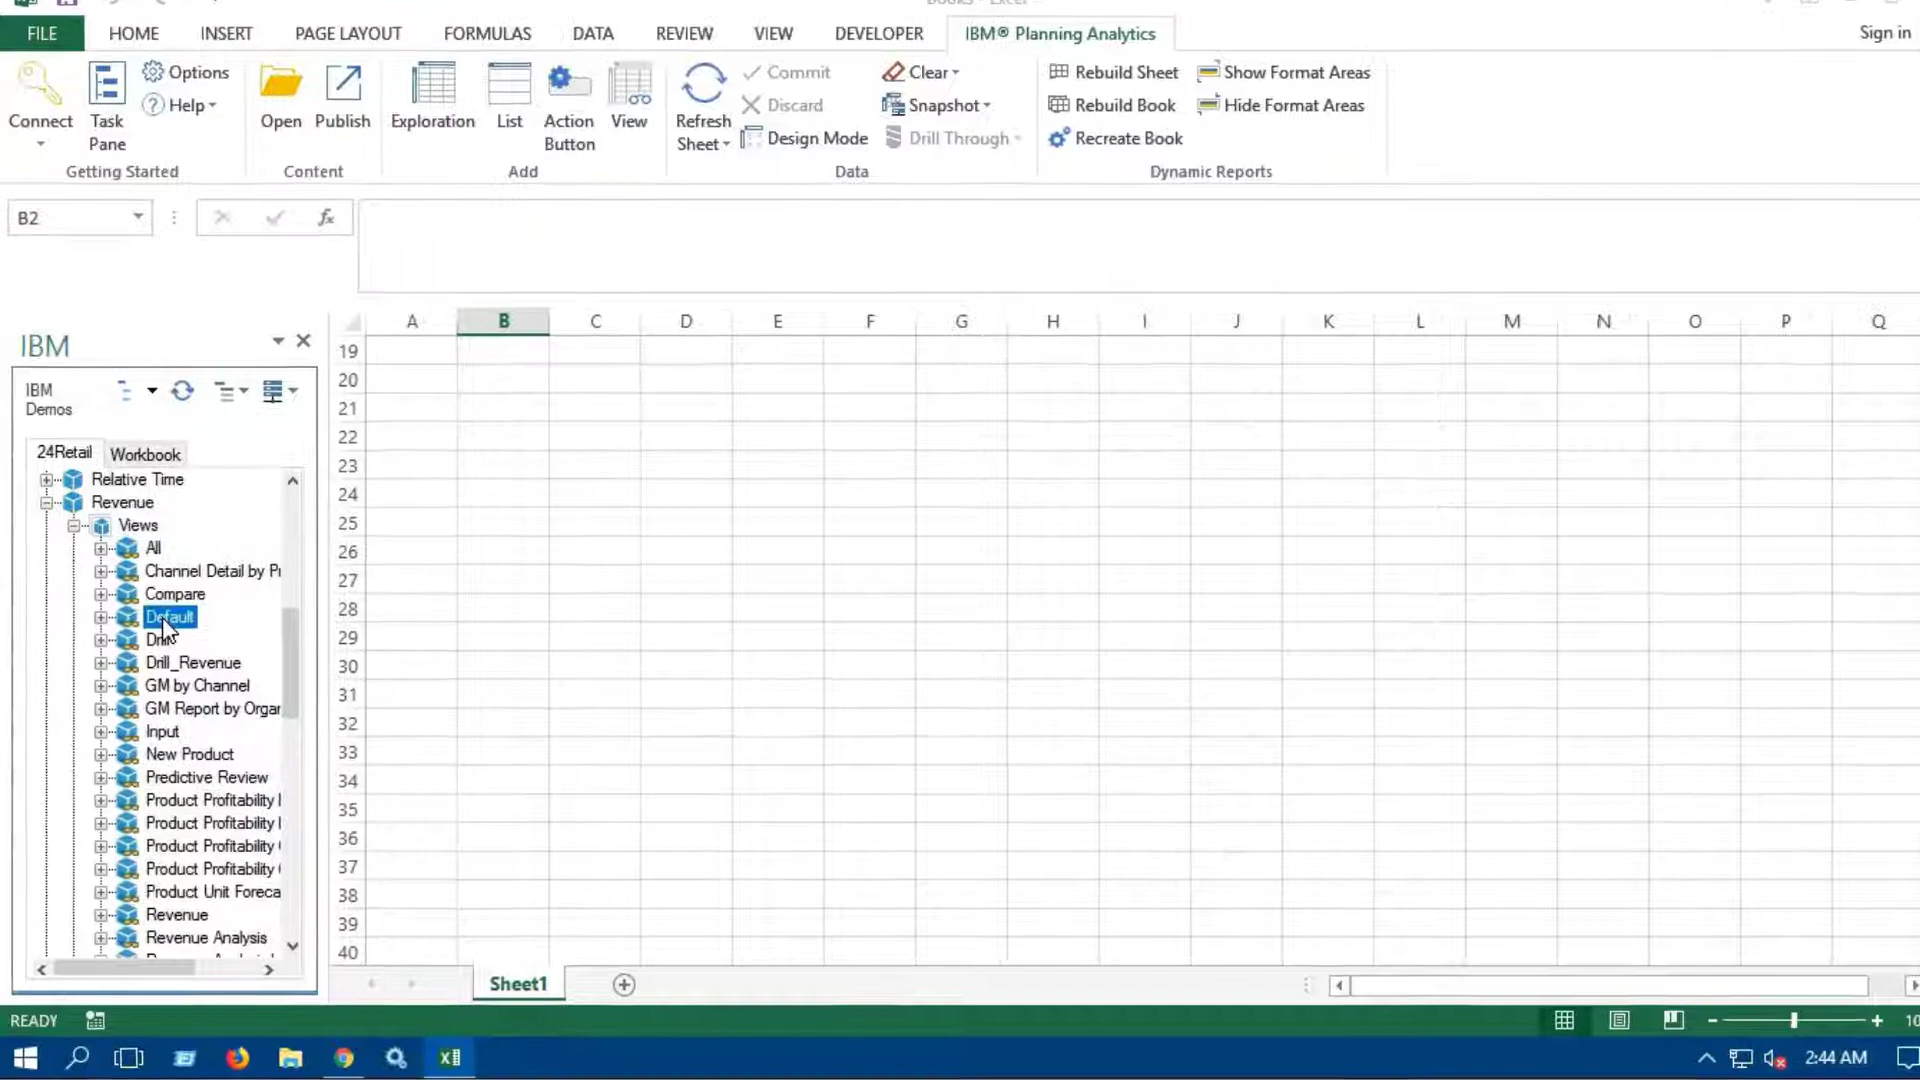 FILE HOME INSERT PAGE LAYOUT FORMULAS DATA REVIEW VIEW DEVELOPER IBM® Planning Analytics Sign in
Connect
Task
Pane
Options
Help
Getting Started
Open
Publish
Content
Exploration
List
Action
Button
View
Add
Refresh
Sheet
Commit
Discard
Design Mode
Clear
Snapshot
Drill Through
Data
Rebuild Sheet
Rebuild Book
Recreate Book
Show Format Areas
Hide Format Areas
Dynamic Reports
B2
fx
A B C D E F G H I J K L M N O P Q
19
20
21
22
23
24
25
26
27
28
29
30
31
32
33
34
35
36
37
38
39
40
IBM
IBM
Demos
24Retail Workbook
Relative Time
Revenue
Views
All
Channel Detail by Pr
Compare
Default
Drill
Drill_Revenue
GM by Channel
GM Report by Organ
Input
New Product
Predictive Review
Product Profitability
Product Profitability
Product Profitability
Product Profitability
Product Unit Foreca
Revenue
Revenue Analysis
Sheet1
READY
10
2:44 AM